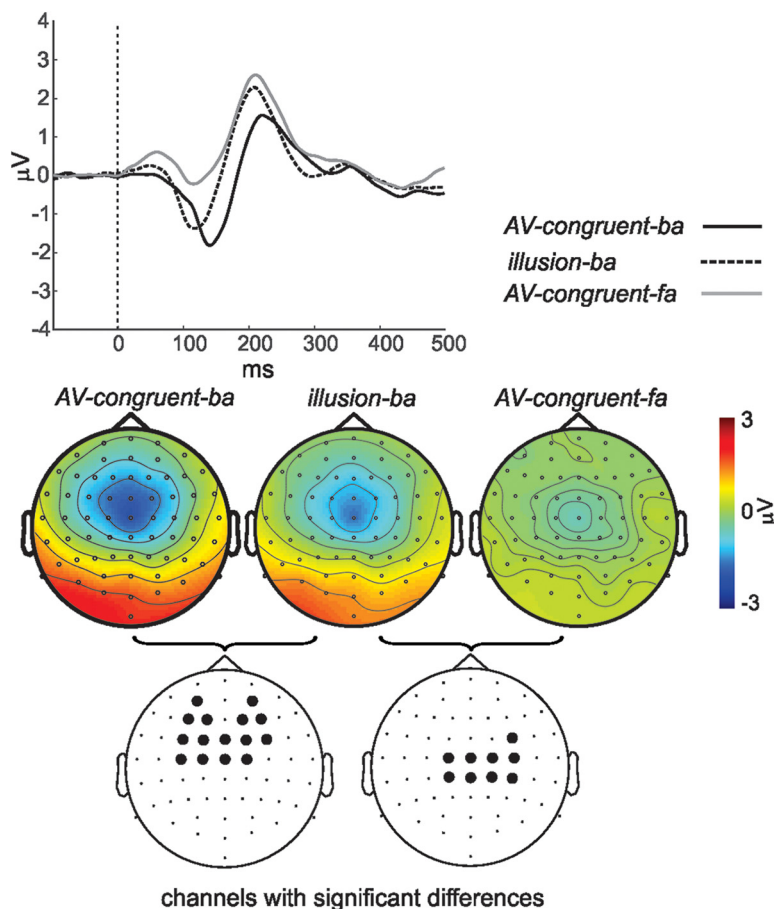 4
3
2
1
0
-1
-2
-3
-4
μV
0 100 200 300 400 500
ms
AV-congruent-ba
illusion-ba
AV-congruent-fa
AV-congruent-ba illusion-ba AV-congruent-fa
3
0
-3
μV
channels with significant differences